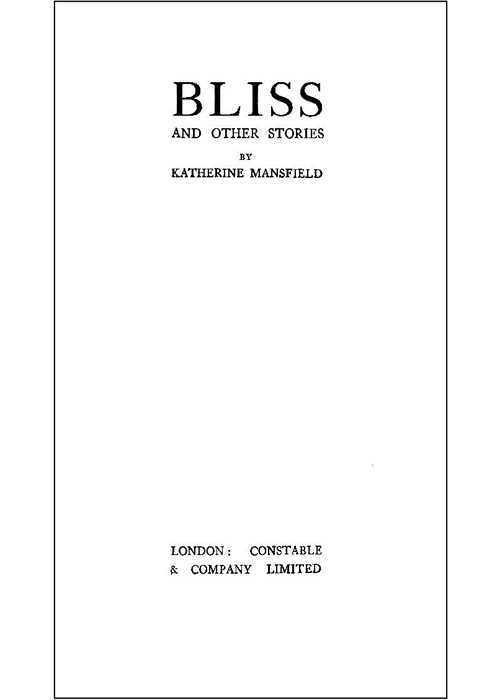 BLISS
AND OTHER STORIES
BY
KATHERINE MANSFIELD
LONDON: CONSTABLE
& COMPANY LIMITED